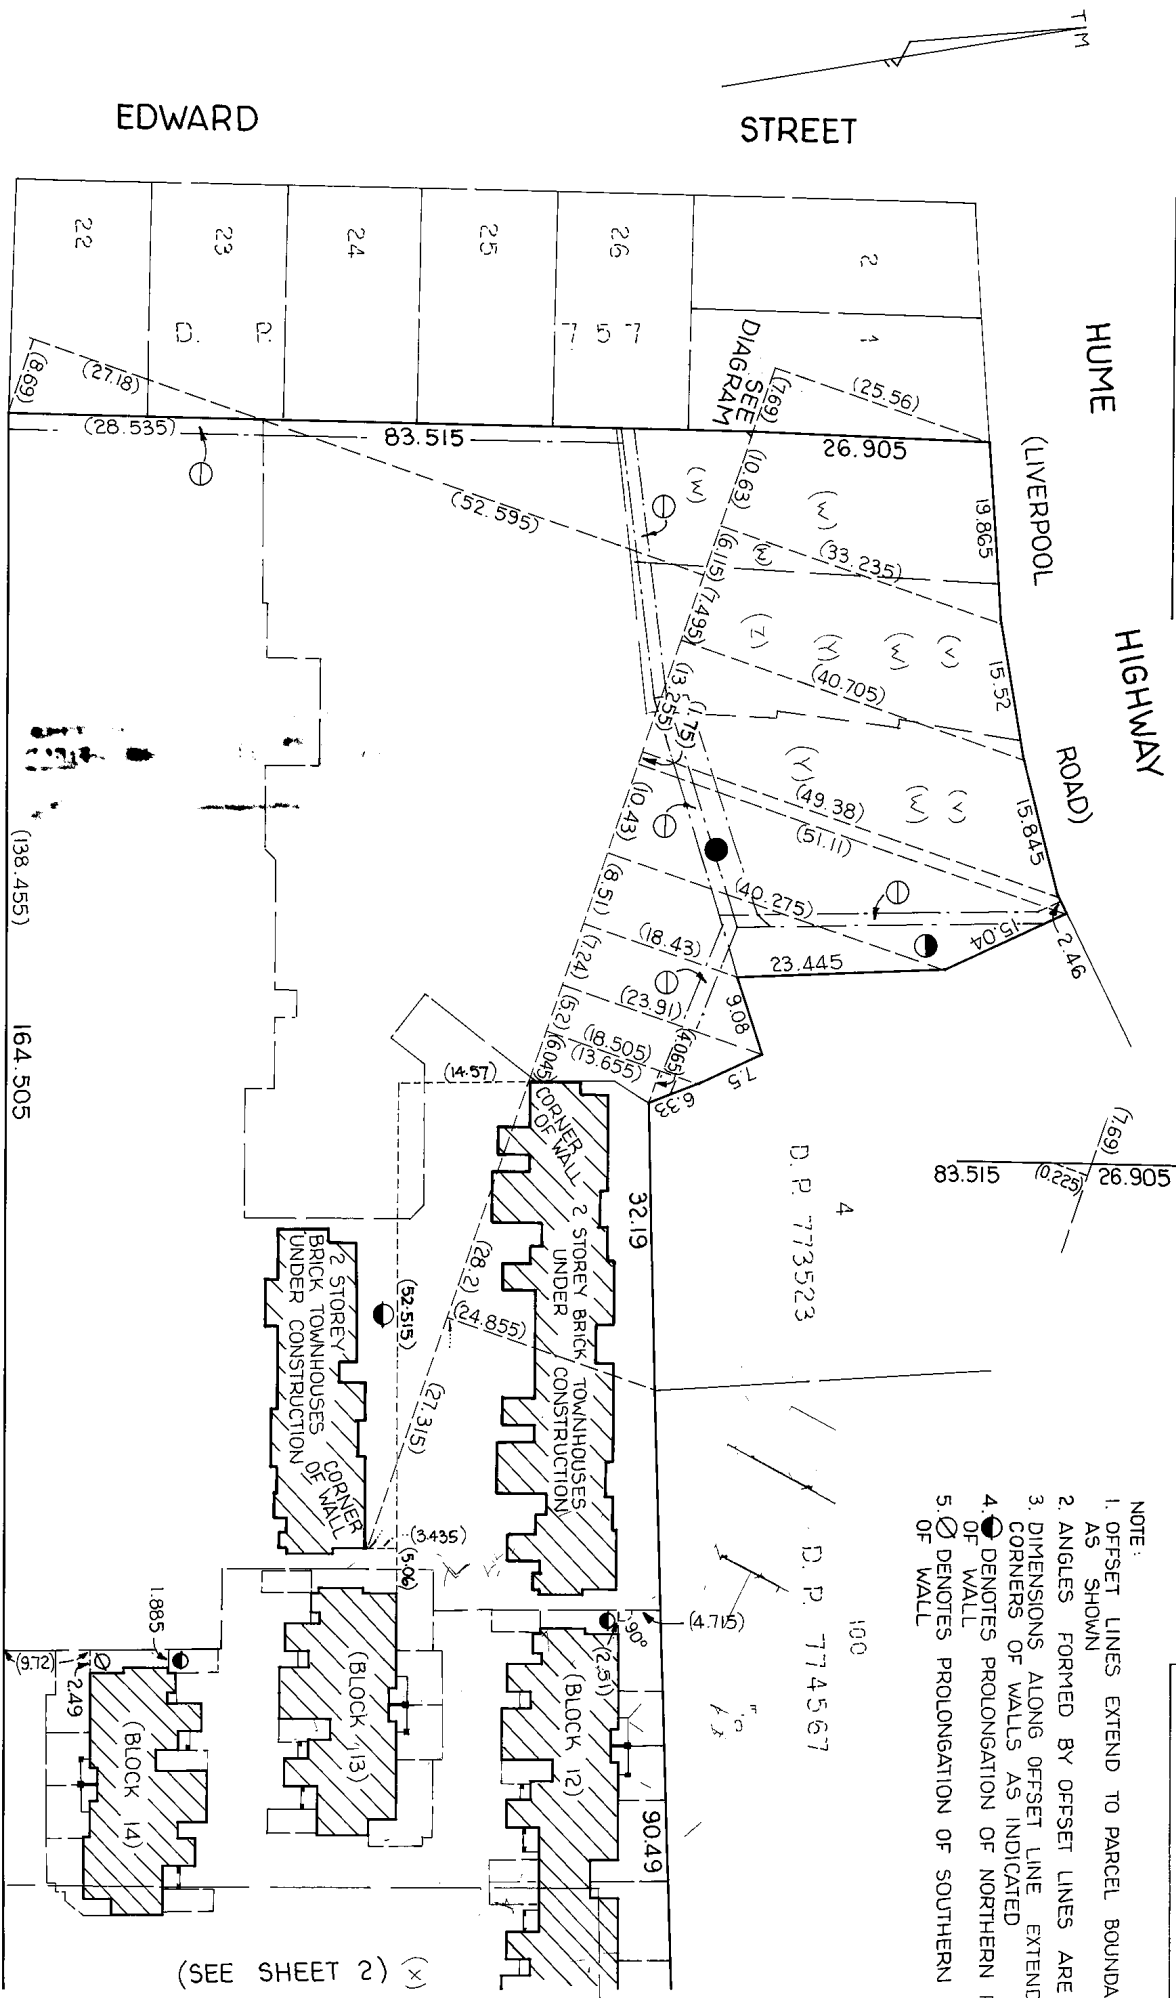 T M
EDWARD
STREET
HUME
HIGHWAY
(LIVERPOOL
ROAD)
22
23
24
25
26
2
1
D. P. 757
SEE
DIAGRAM
(8.69)
(27.18)
(28.535)
83.515
(52.595)
(7.69)
(25.56)
26.905
(10.63)
(W)
(W)
(6.115)
(33.235)
19.865
(7.495)
(Z)
(Y)
(W)
(V)
(40.705)
15.52
(13.255)
(1.75)
(Y)
(W)
(V)
(49.38)
(51.11)
15.845
(10.43)
(8.51)
(40.275)
15.04
2.46
(18.43)
23.445
(7.24)
(23.91)
9.08
(5.2)
(18.505)
(13.655)
(4.065)
7.5
6.33
(6.045)
(14.57)
(138.455)
164.505
CORNER
OF WALL
2 STOREY BRICK TOWNHOUSES
UNDER CONSTRUCTION
32.19
(28.2)
(24.855)
(27.315)
(52.515)
2 STOREY
BRICK TOWNHOUSES
UNDER CONSTRUCTION
CORNER
OF WALL
(3.435)
(5.06)
4
D. P. 773523
(7.69)
83.515
(0.225)
26.905
100
D. P. 774567
90°
(4.715)
(2.51)
1.885
(9.72)
2.49
(BLOCK 12)
(BLOCK 13)
(BLOCK 14)
90.49
(SEE SHEET 2)
(X)
NOTE:
1. OFFSET LINES EXTEND TO PARCEL
AS SHOWN
2. ANGLES FORMED BY OFFSET LINES ARE
3. DIMENSIONS ALONG OFFSET LINE EXTEND
CORNERS OF WALLS AS INDICATED
4. DENOTES PROLONGATION OF NORTHERN
OF WALL
5. DENOTES PROLONGATION OF SOUTHERN
OF WALL